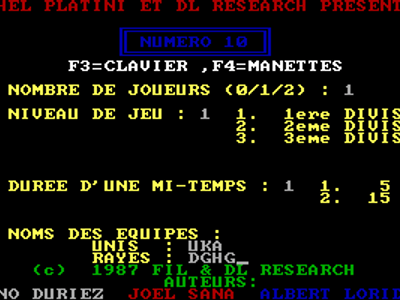 HEL PLATINI ET DL RESEARCH PRESENT
NUMERO 10
F3=CLAVIER ,F4=MANETTES
NOMBRE DE JOUEURS (0/1/2) : 1
NIVEAU DE JEU : 1 1. 1ere DIVIS
2. 2eme DIVIS
3. 3eme DIVIS
DUREE D'UNE MI-TEMPS : 1 1. 5
2. 15
NOMS DES EQUIPES :
UNIS : UKA
RAYES : DGHG_
(c) 1987 FIL & DL RESEARCH
AUTEURS:
NO DURIEZ JOEL SANA ALBERT LORI